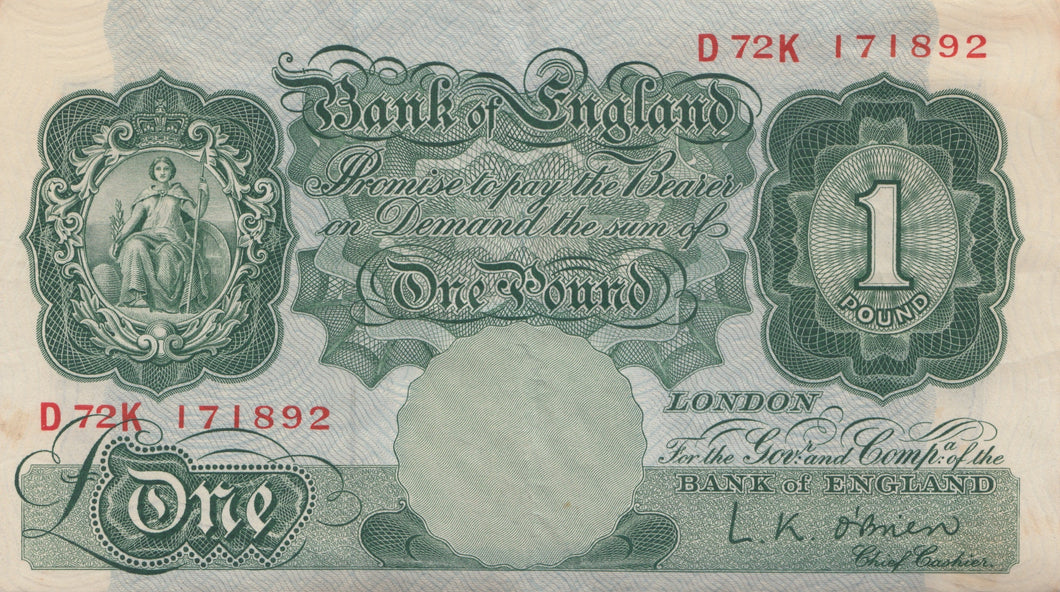 D 72K 171892
Bank of England
Promise to pay the Bearer
on Demand the sum of
One Pound
1
POUND
D 72K 171892
£One
LONDON
For the Govr. and Compa. of the
BANK of ENGLAND
L. K. O'Brien
Chief Cashier.